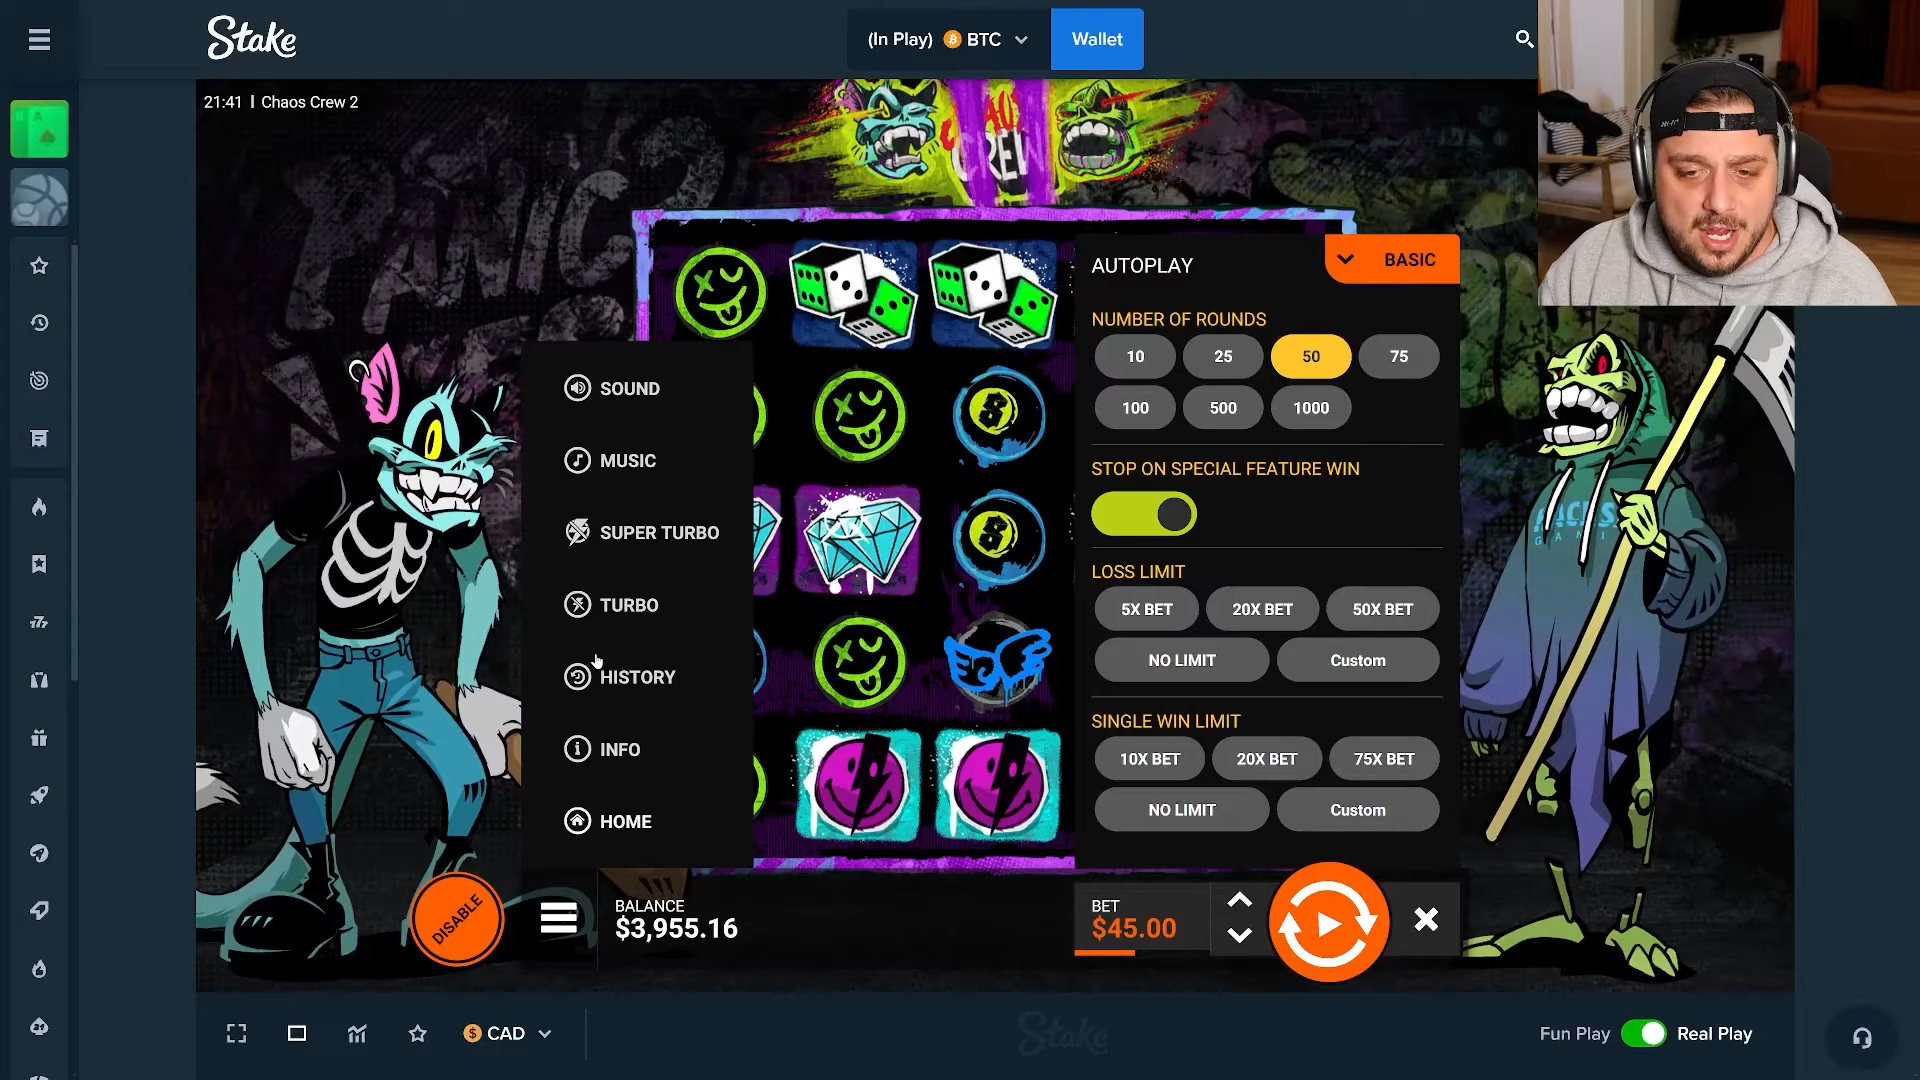 Stake
(In Play) BTC
Wallet
21:41 | Chaos Crew 2
CREW
PANIC
AUTOPLAY
BASIC
NUMBER OF ROUNDS
10 25 50 75
100 500 1000
SOUND
MUSIC
SUPER TURBO
TURBO
HISTORY
INFO
HOME
STOP ON SPECIAL FEATURE WIN
LOSS LIMIT
5X BET 20X BET 50X BET
NO LIMIT Custom
SINGLE WIN LIMIT
10X BET 20X BET 75X BET
NO LIMIT Custom
DISABLE
BALANCE
$3,955.16
BET
$45.00
CAD
Stake
Fun Play Real Play